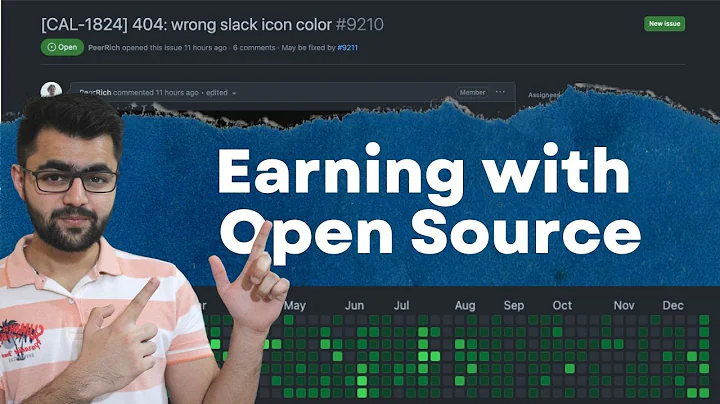 [CAL-1824] 404: wrong slack icon color #9210
New issue
Open PeerRich opened this issue 11 hours ago · 6 comments · May be fixed by #9211
PeerRich commented 11 hours ago • edited
Member
Assignees
Earning with
Open Source
May Jun Jul Aug Sep Oct Nov Dec